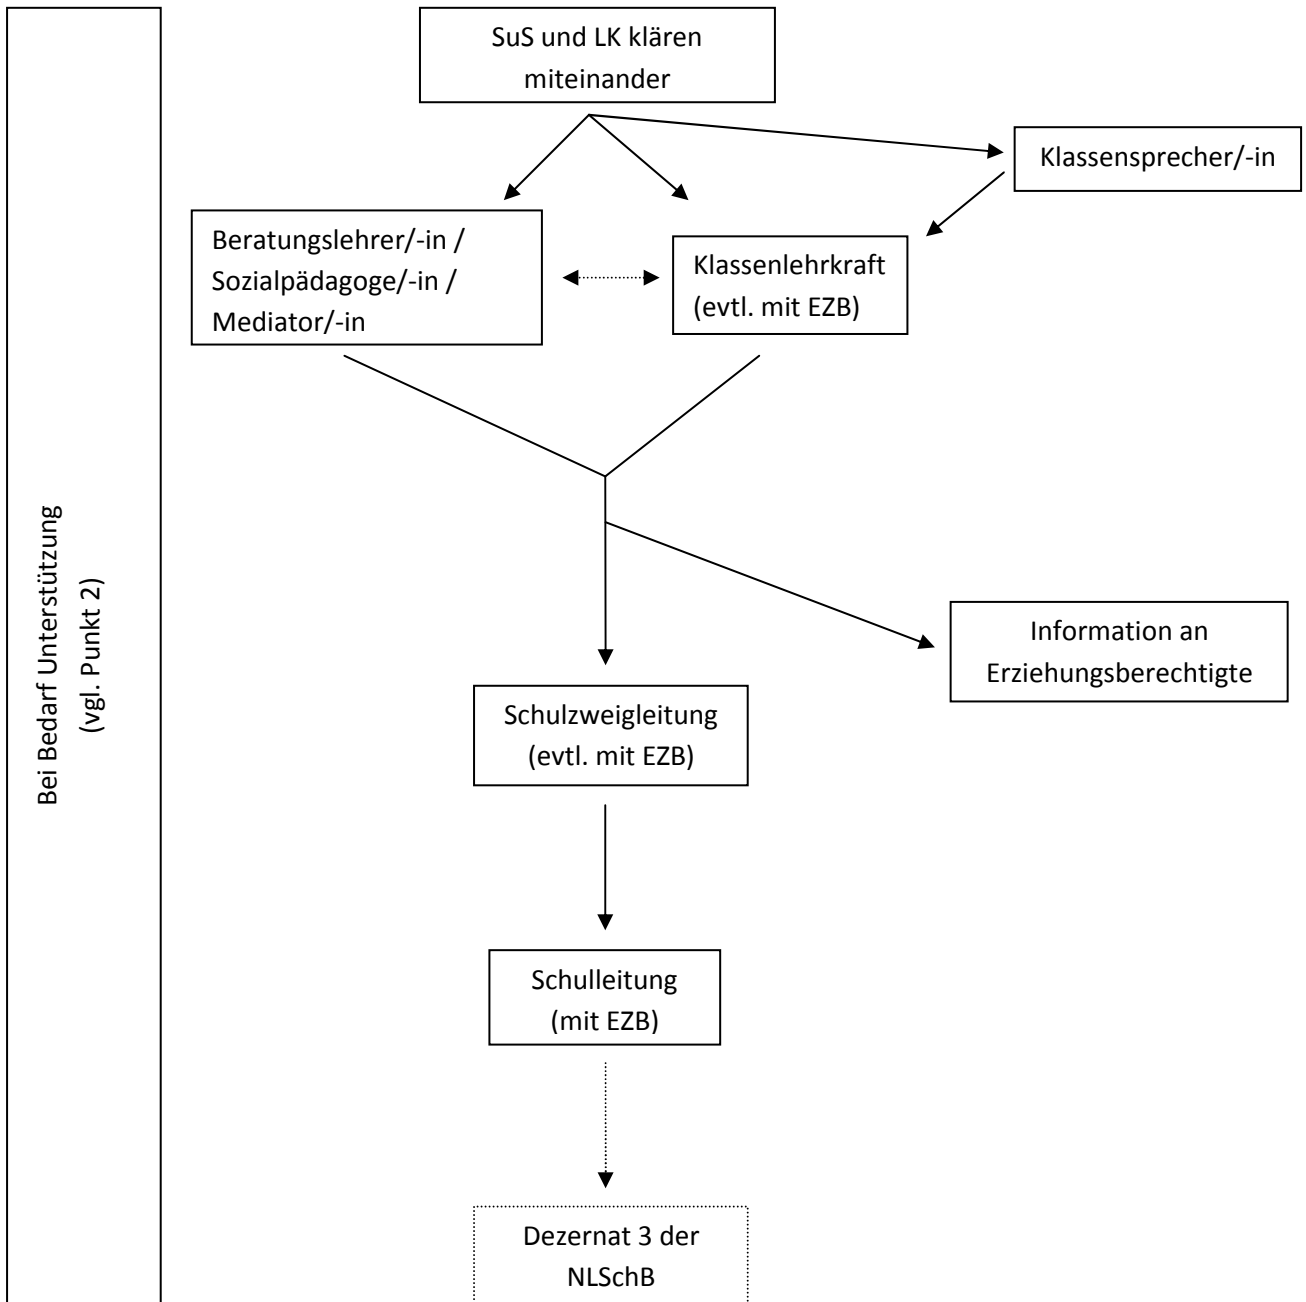 SuS und LK klären
miteinander
Klassensprecher/-in
Beratungslehrer/-in /
Sozialpädagoge/-in /
Mediator/-in
Klassenlehrkraft
(evtl. mit EZB)
Bei Bedarf Unterstützung
(vgl. Punkt 2)
Information an
Erziehungsberechtigte
Schulzweigleitung
(evtl. mit EZB)
Schulleitung
(mit EZB)
Dezernat 3 der
NLSchB